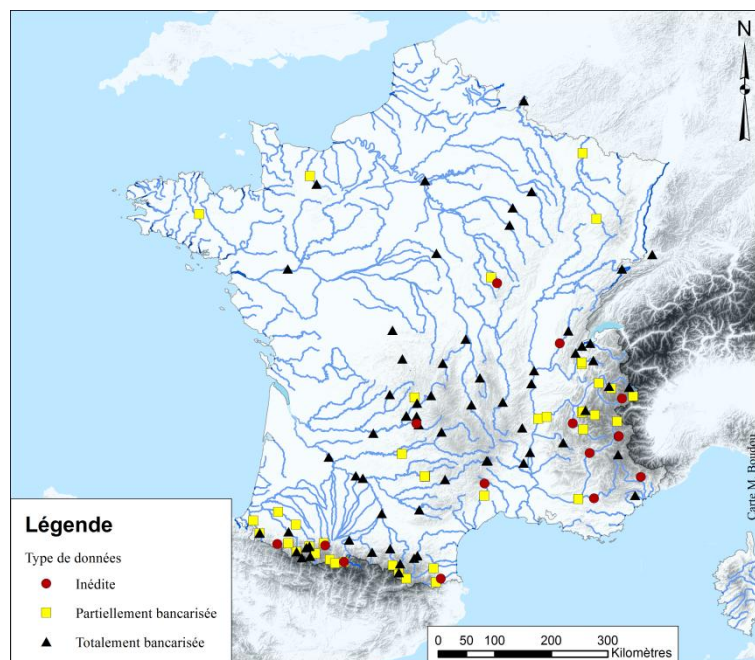 N
Carte M. Boudou
Légende
Type de données
Inédite
Partiellement bancarisée
Totalement bancarisée
0 50 100 200 300
Kilomètres